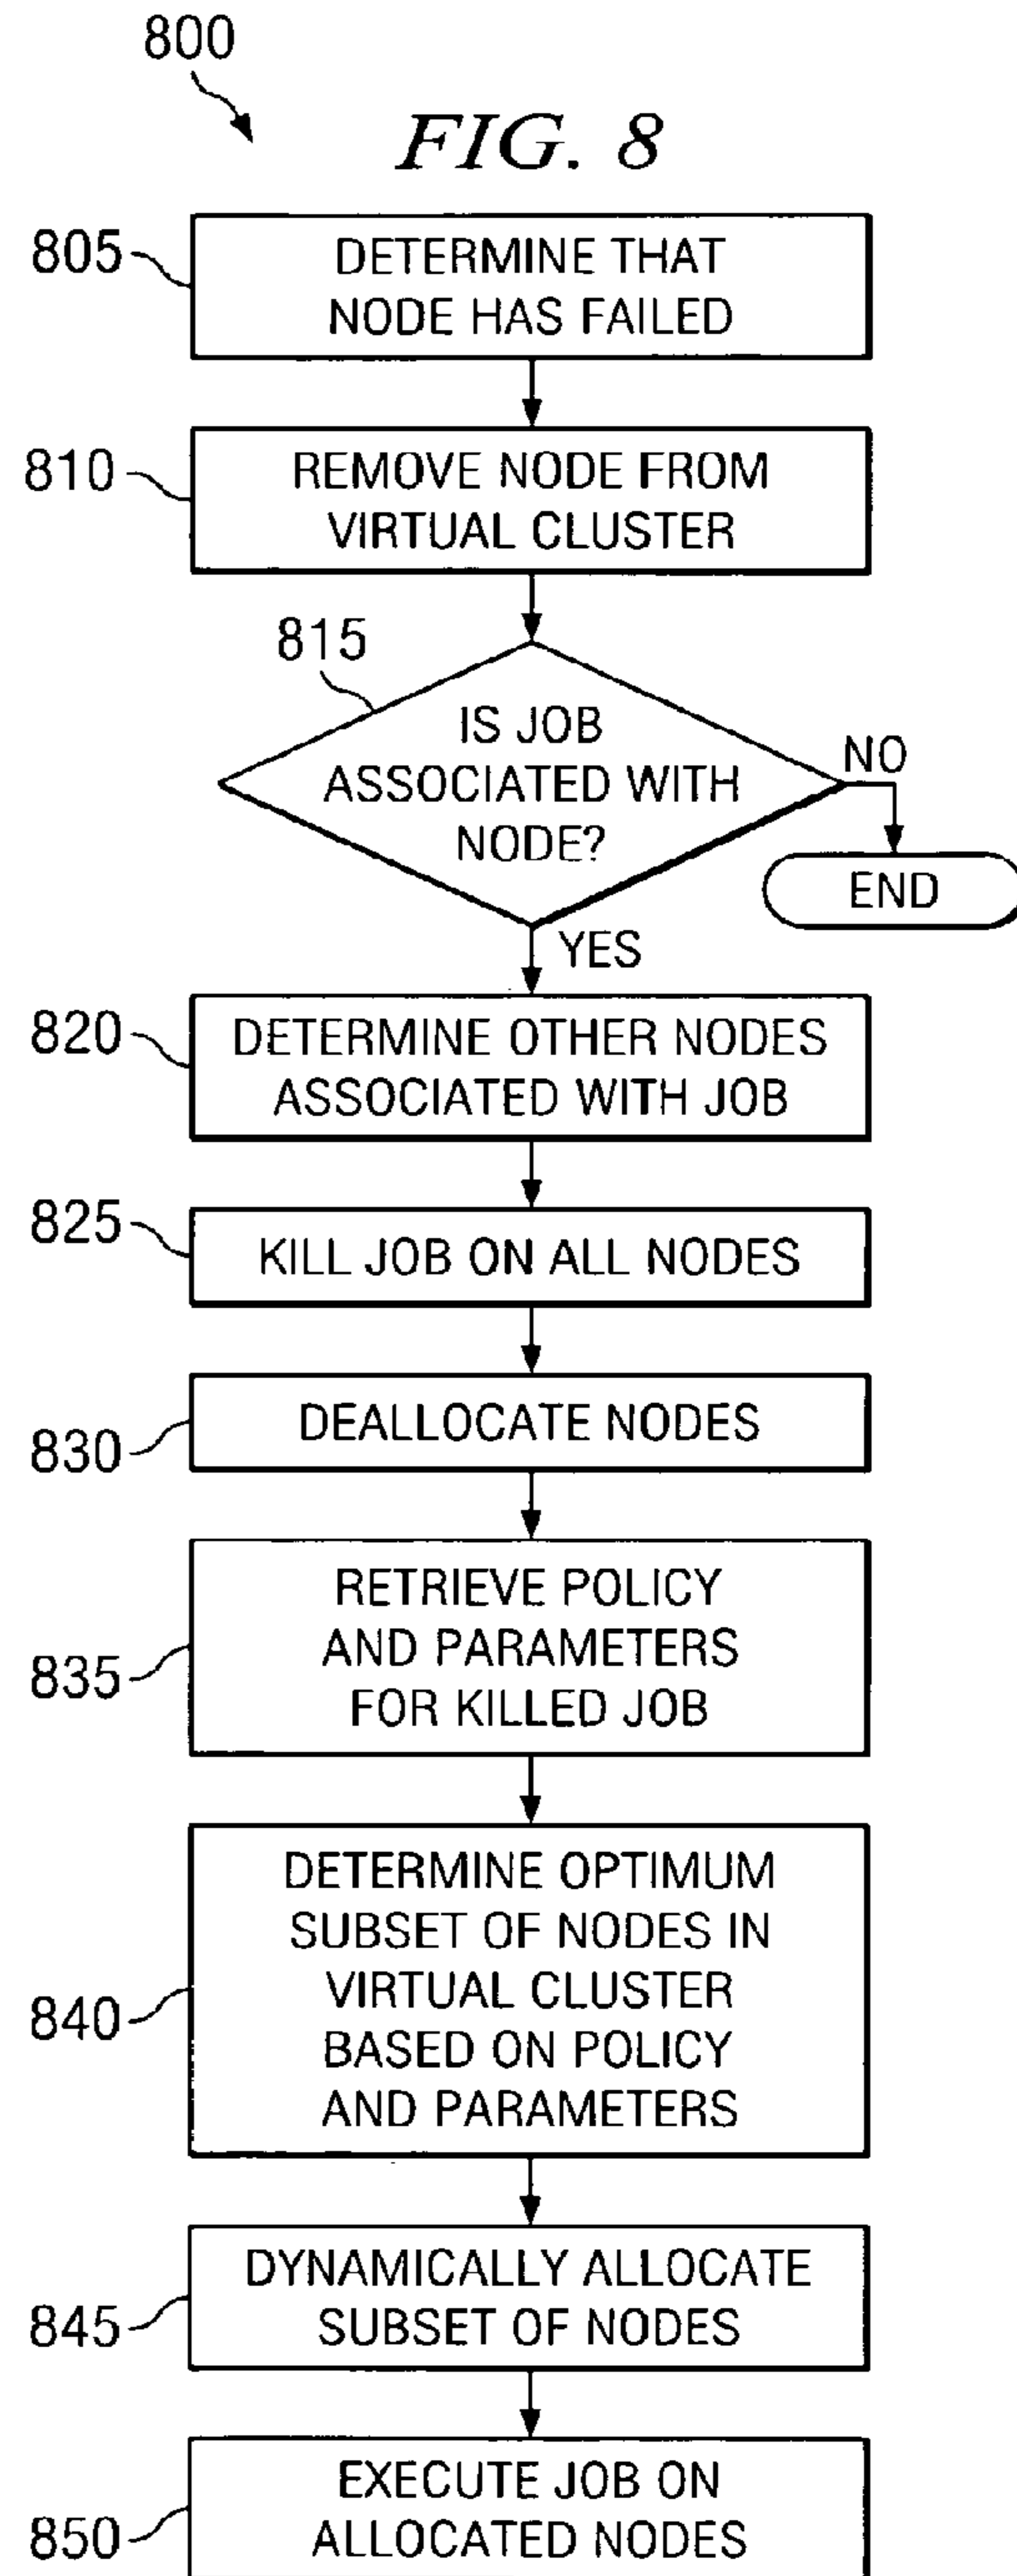 800
FIG. 8
805
DETERMINE THAT
NODE HAS FAILED
810
REMOVE NODE FROM
VIRTUAL CLUSTER
815
IS JOB
ASSOCIATED WITH
NODE?
NO
END
YES
820
DETERMINE OTHER NODES
ASSOCIATED WITH JOB
825
KILL JOB ON ALL NODES
830
DEALLOCATE NODES
835
RETRIEVE POLICY
AND PARAMETERS
FOR KILLED JOB
840
DETERMINE OPTIMUM
SUBSET OF NODES IN
VIRTUAL CLUSTER
BASED ON POLICY
AND PARAMETERS
845
DYNAMICALLY ALLOCATE
SUBSET OF NODES
850
EXECUTE JOB ON
ALLOCATED NODES